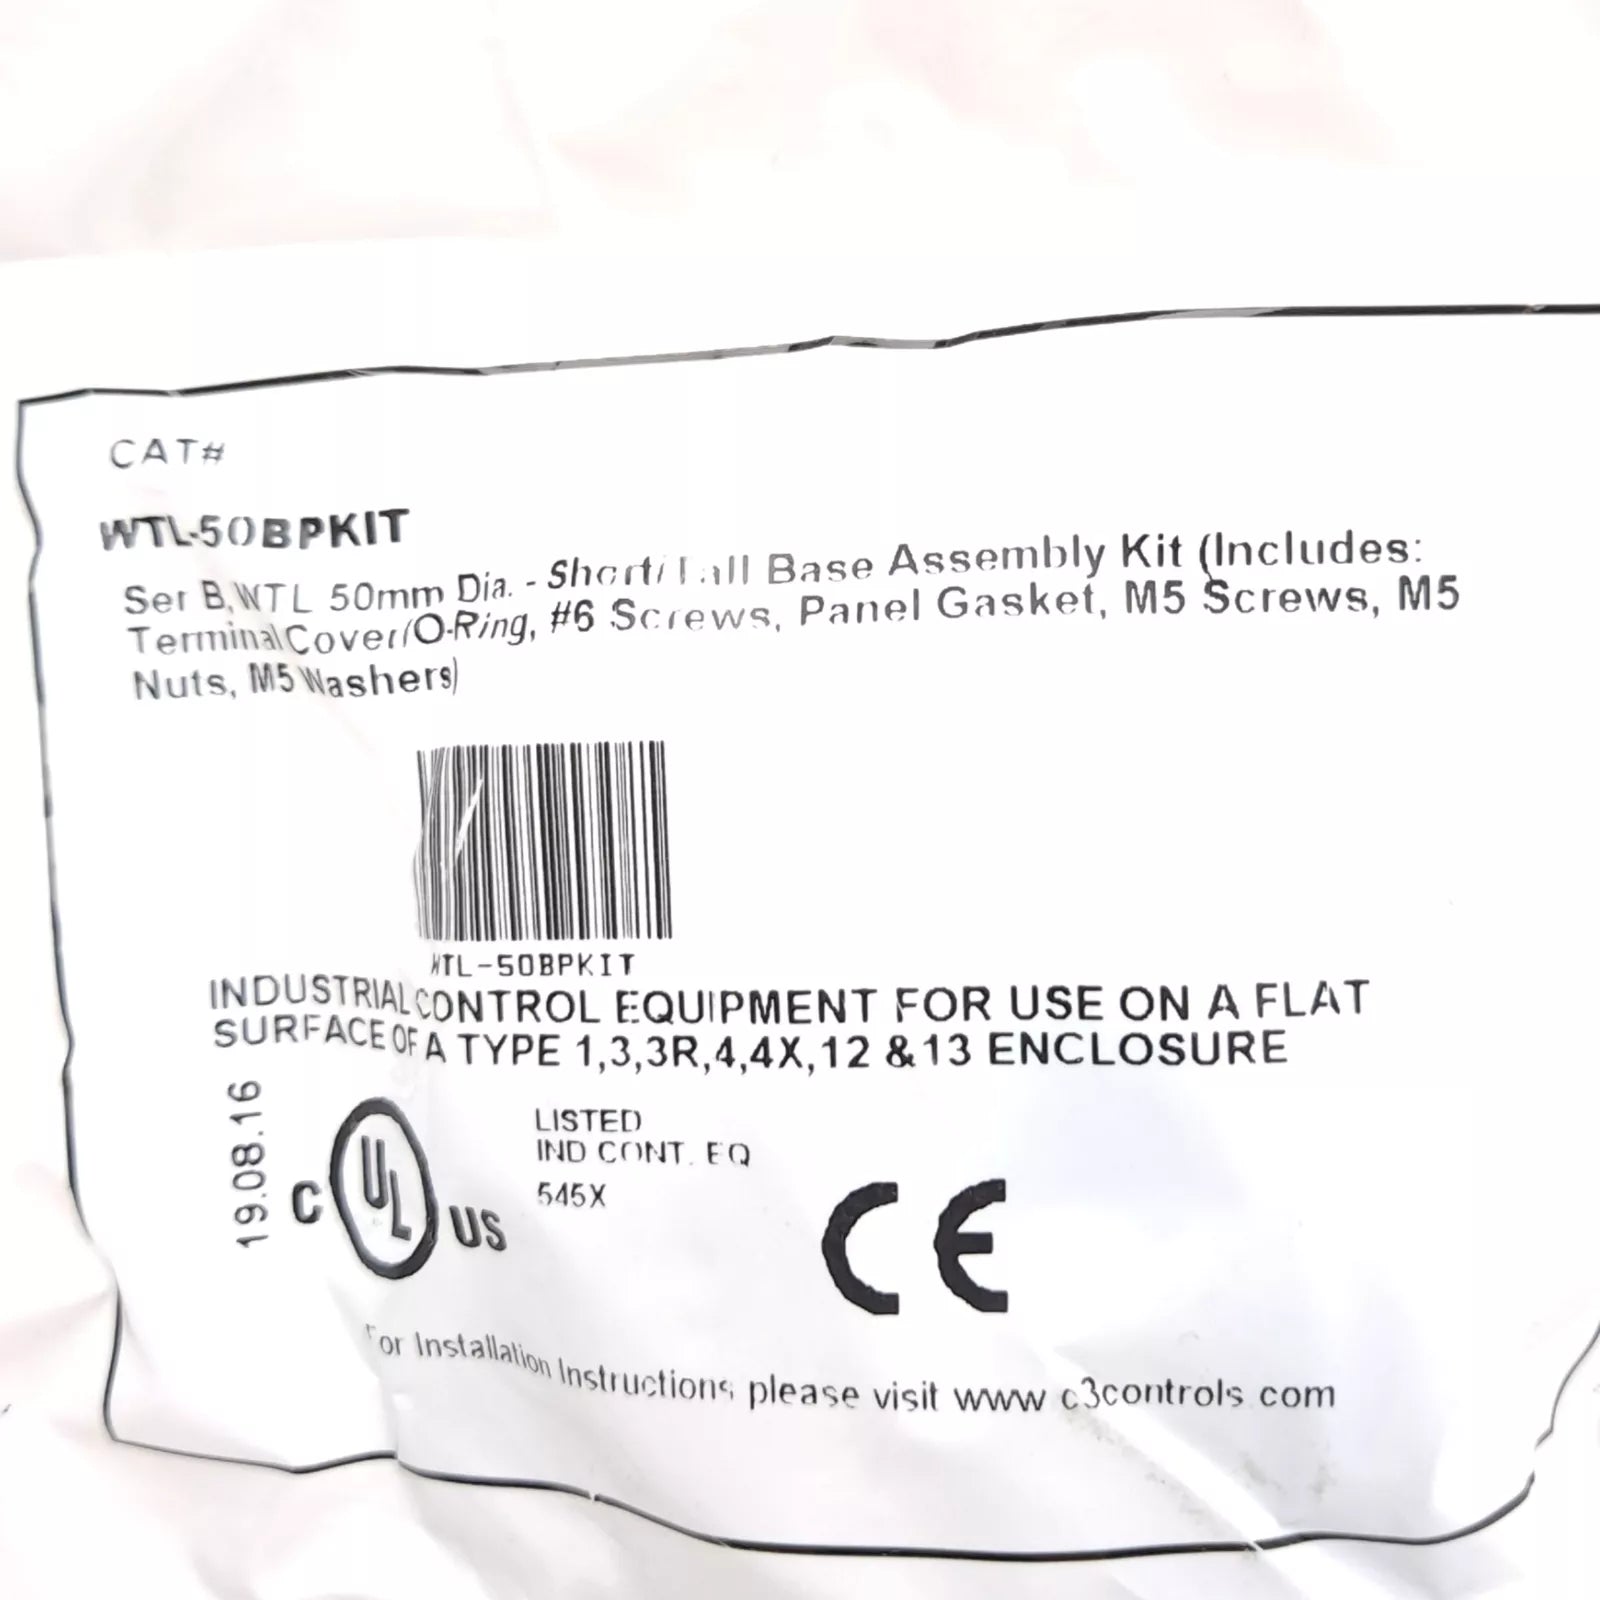 CAT#
WTL-50BPKIT
Ser B, WTL 50mm Dia. - Short/Tall Base Assembly Kit (Includes:
Terminal Cover/O-Ring, #6 Screws, Panel Gasket, M5 Screws, M5
Nuts, M5 Washers)
WTL-50BPKIT
INDUSTRIAL CONTROL EQUIPMENT FOR USE ON A FLAT
SURFACE OF A TYPE 1,3,3R,4,4X,12 & 13 ENCLOSURE
19.08.16
C UL US
LISTED
IND CONT. EQ
545X
CE
For Installation Instructions please visit www.c3controls.com